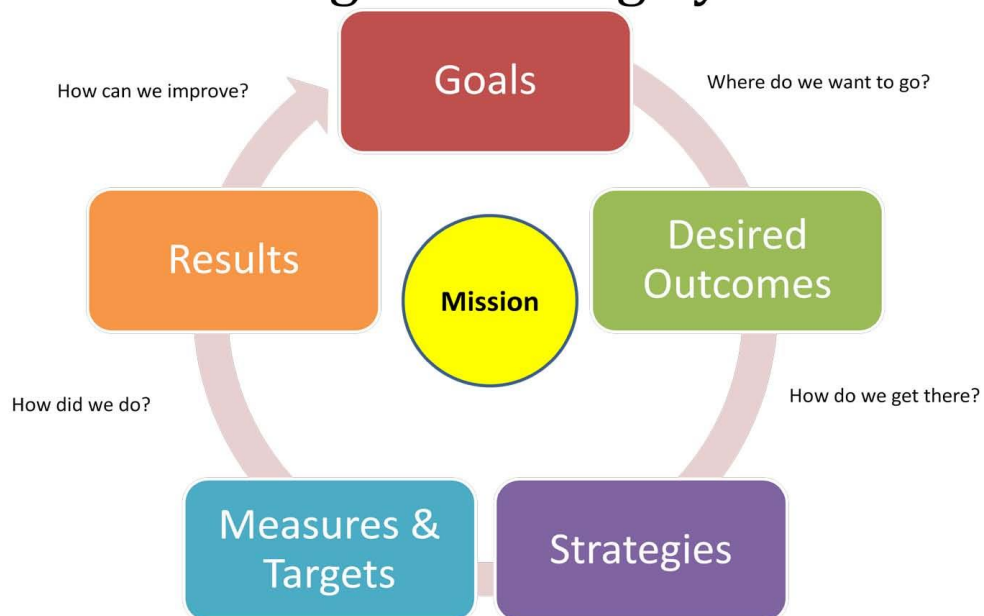 Goals
Where do we want to go?
Desired
Outcomes
How do we get there?
Strategies
Measures &
Targets
How did we do?
Results
How can we improve?
Mission